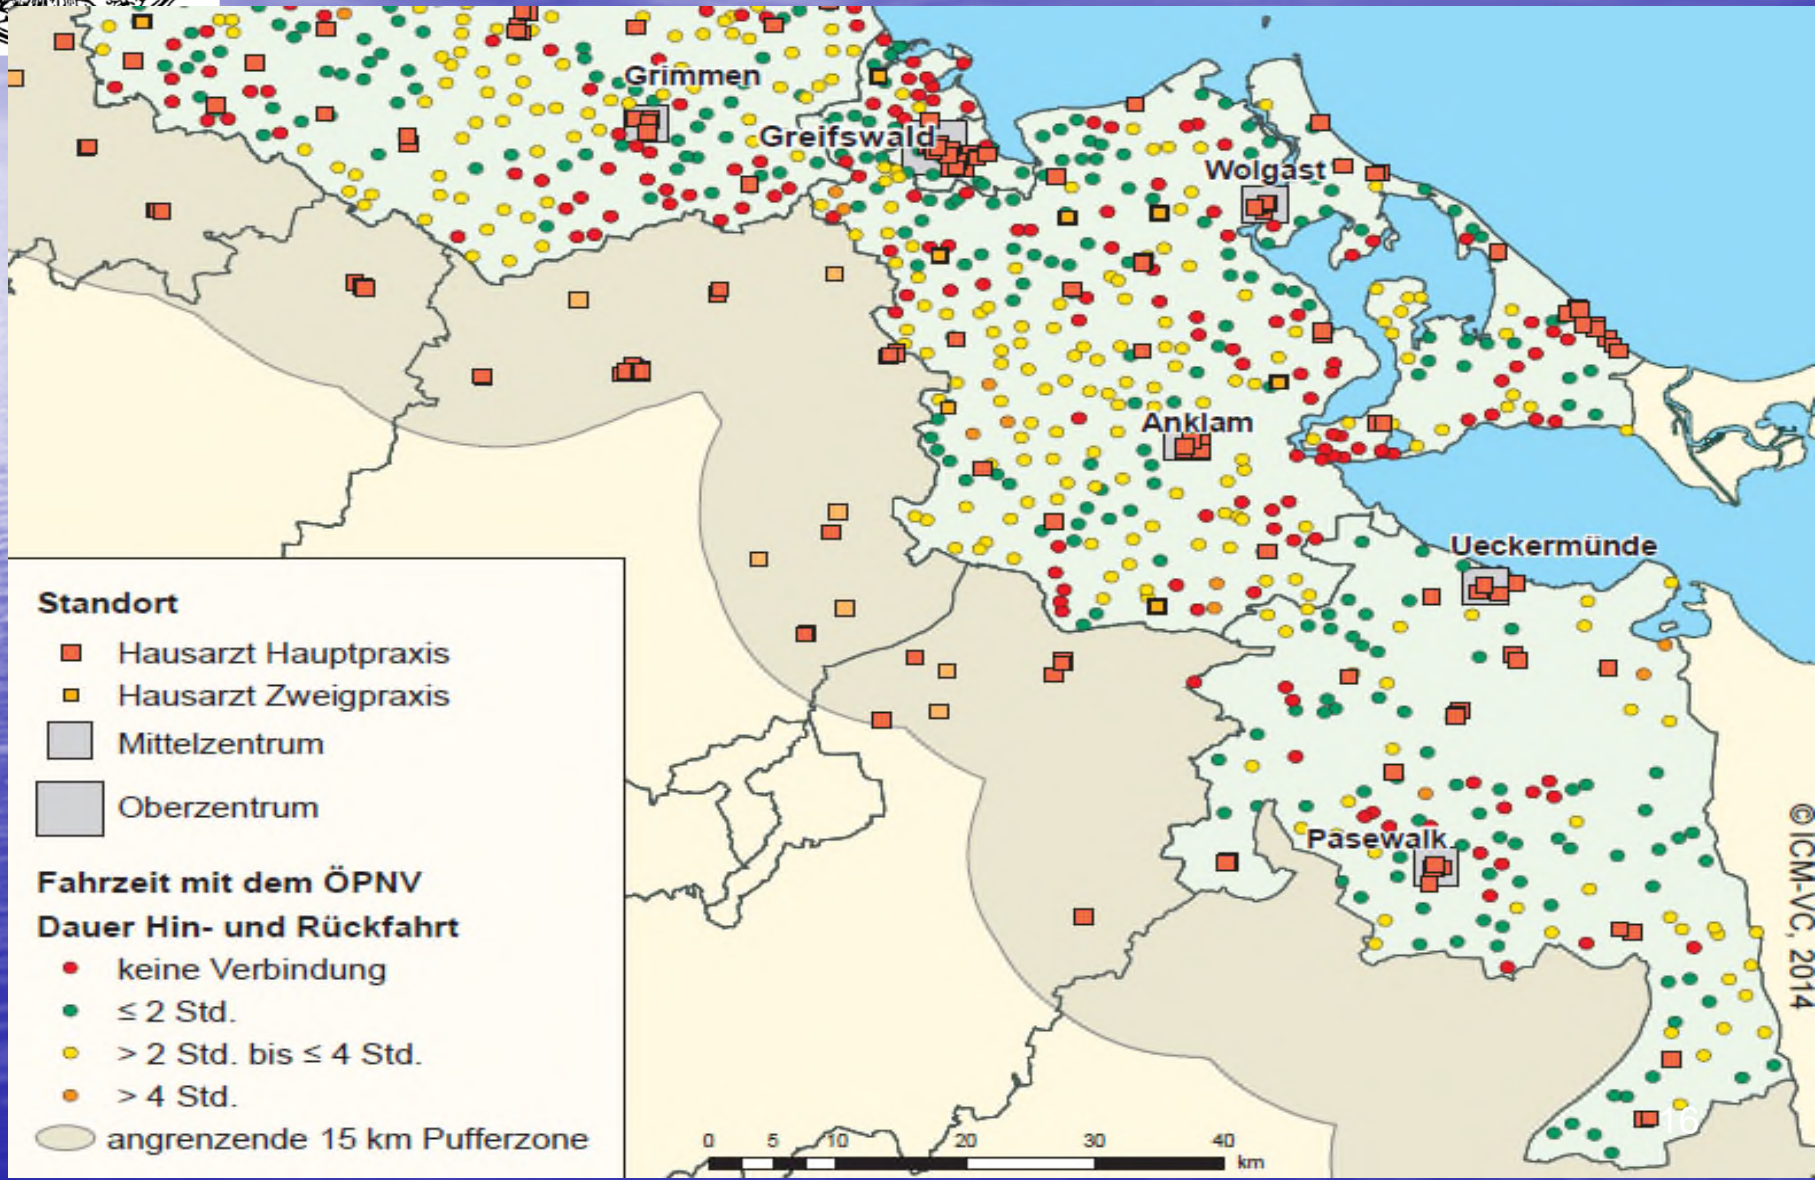 Grimmen
Greifswald
Wolgast
Anklam
Ueckermünde
Pasewalk
Standort
Hausarzt Hauptpraxis
Hausarzt Zweigpraxis
Mittelzentrum
Oberzentrum
Fahrzeit mit dem ÖPNV
Dauer Hin- und Rückfahrt
keine Verbindung
≤ 2 Std.
> 2 Std. bis ≤ 4 Std.
> 4 Std.
angrenzende 15 km Pufferzone
0 5 10 20 30 40
km
©ICM-VC, 2014
16